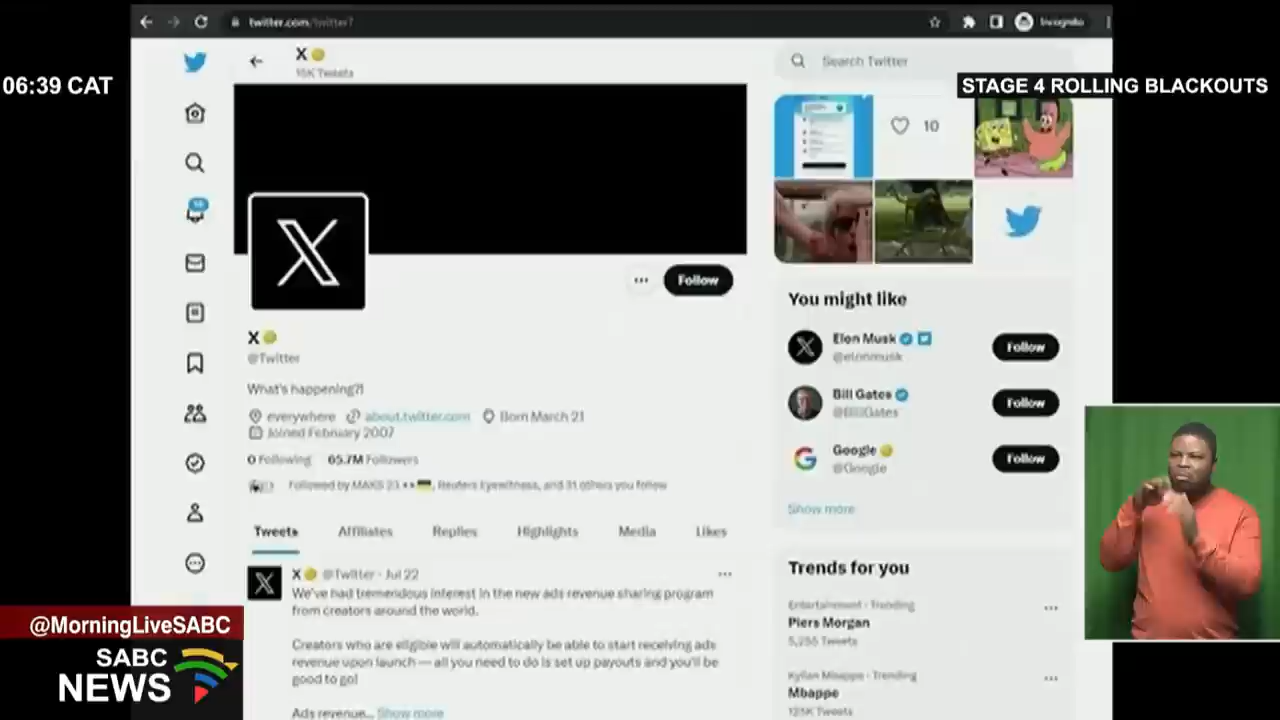 twitter.com/twitter?
Incognito
X
15K Tweets
Search Twitter
06:39 CAT
STAGE 4 ROLLING BLACKOUTS
10
X
Follow
X
@Twitter
What's happening?!
everywhere about.twitter.com Born March 21
Joined February 2007
0 Following 65.7M Followers
Followed by MAKS 23, Reuters Eyewitness, and 31 others you follow
Tweets Affiliates Replies Highlights Media Likes
X @Twitter · Jul 22
We've had tremendous interest in the new ads revenue sharing program
from creators around the world.
Creators who are eligible will automatically be able to start receiving ads
revenue upon launch — all you need to do is set up payouts and you'll be
good to go!
Ads revenue... Show more
You might like
Elon Musk
@elonmusk
Follow
Bill Gates
@BillGates
Follow
Google
@Google
Follow
Show more
Trends for you
Entertainment · Trending
Piers Morgan
5,255 Tweets
Kylian Mbappe · Trending
Mbappe
125K Tweets
@MorningLiveSABC
SABC
NEWS